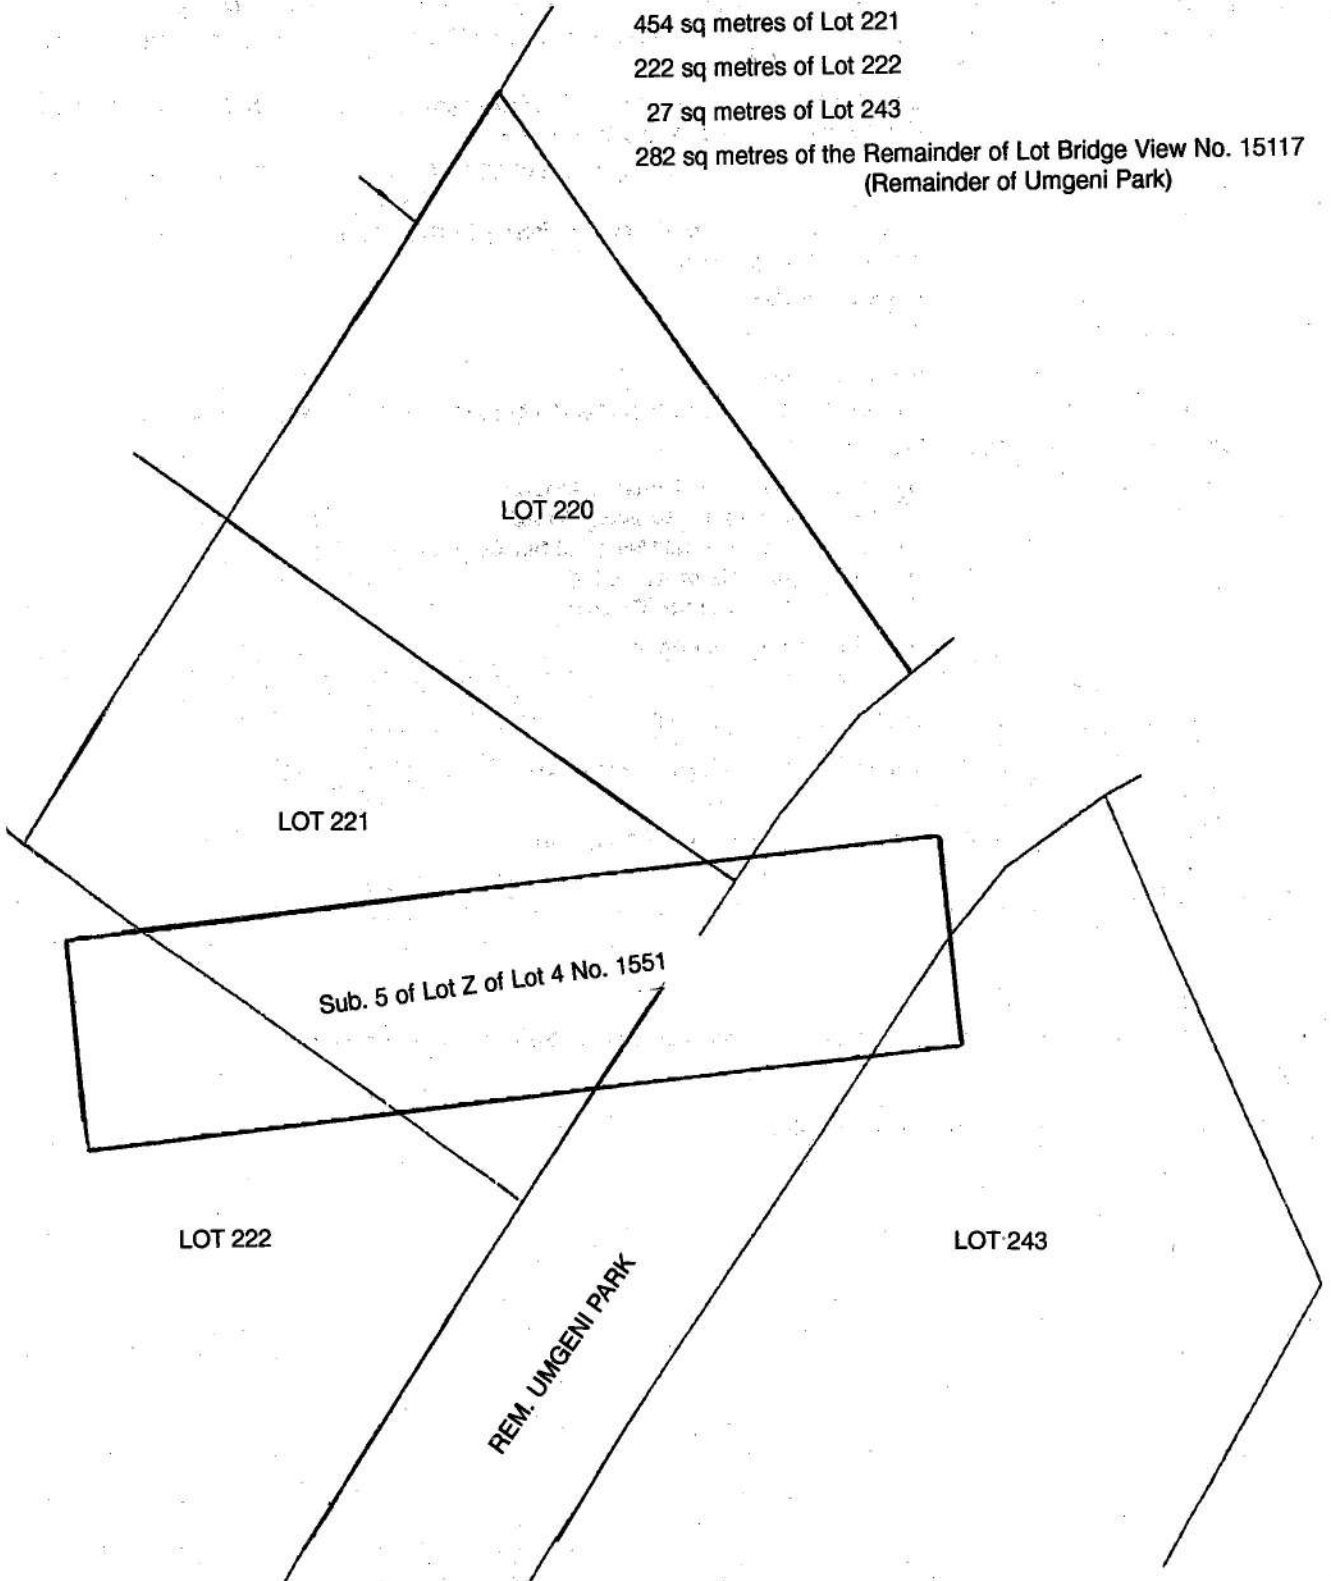 454 sq metres of Lot 221
222 sq metres of Lot 222
27 sq metres of Lot 243
282 sq metres of the Remainder of Lot Bridge View No. 15117
(Remainder of Umgeni Park)
LOT 220
LOT 221
Sub. 5 of Lot Z of Lot 4 No. 1551
LOT 222
LOT 243
REM. UMGENI PARK